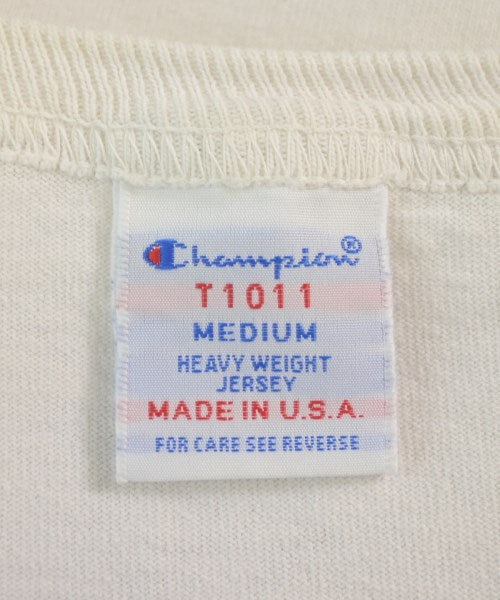 Champion®
T1011
MEDIUM
HEAVY WEIGHT
JERSEY
MADE IN U.S.A.
FOR CARE SEE REVERSE